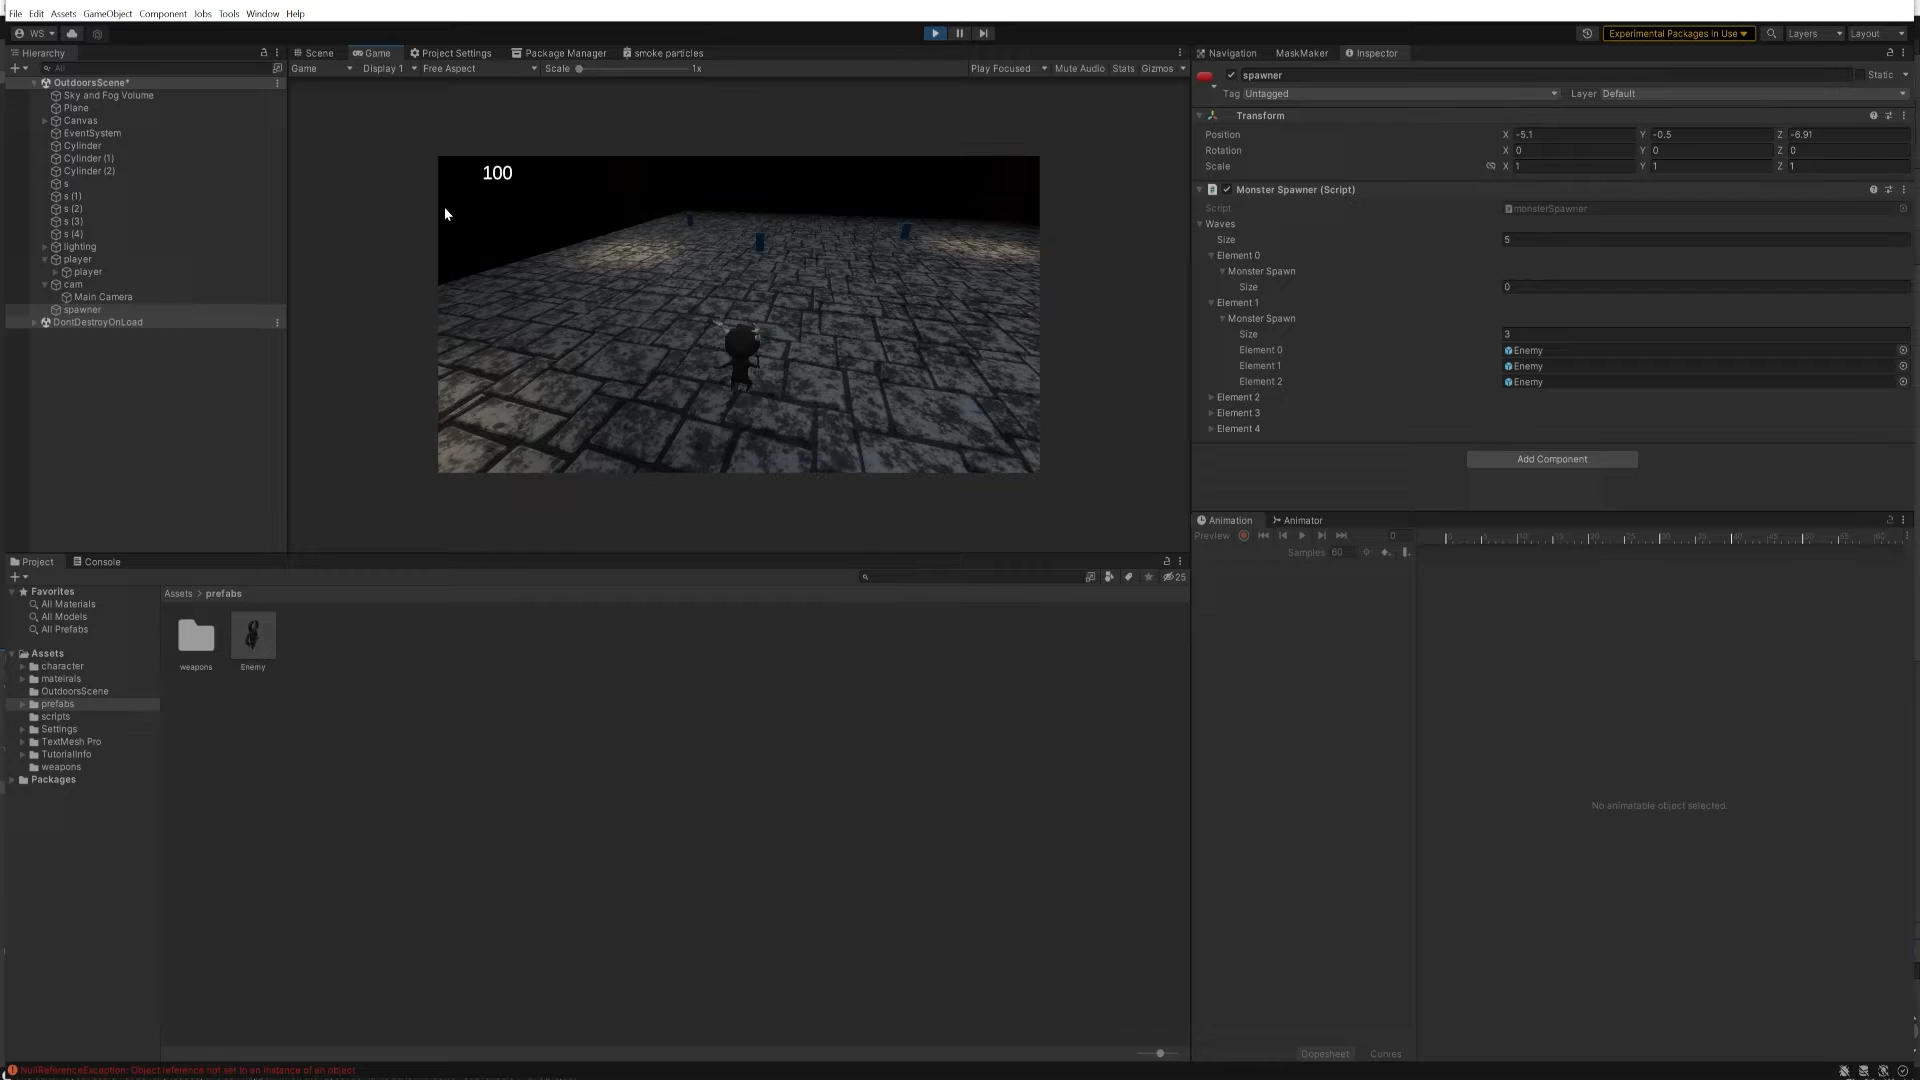 File Edit Assets GameObject Component Jobs Tools Window Help
WS
Experimental Packages In Use
Layers
Layout
Hierarchy
Scene
Game
Project Settings
Package Manager
smoke particles
Navigation
MaskMaker
Inspector
All
Game
Display 1
Free Aspect
Scale
1x
Play Focused
Mute Audio
Stats
Gizmos
OutdoorsScene*
Sky and Fog Volume
Plane
Canvas
EventSystem
Cylinder
Cylinder (1)
Cylinder (2)
s
s (1)
s (2)
s (3)
s (4)
lighting
player
player
cam
Main Camera
spawner
DontDestroyOnLoad
100
spawner
Static
Tag Untagged
Layer Default
Transform
Position X -5.1 Y -0.5 Z -6.91
Rotation X 0 Y 0 Z 0
Scale X 1 Y 1 Z 1
Monster Spawner (Script)
Script monsterSpawner
Waves
Size 5
Element 0
Monster Spawn
Size 0
Element 1
Monster Spawn
Size 3
Element 0 Enemy
Element 1 Enemy
Element 2 Enemy
Element 2
Element 3
Element 4
Add Component
Animation
Animator
Preview
0
Samples 60
No animatable object selected.
Dopesheet
Curves
Project
Console
25
Favorites
All Materials
All Models
All Prefabs
Assets
character
mateirals
OutdoorsScene
prefabs
scripts
Settings
TextMesh Pro
TutorialInfo
weapons
Packages
Assets > prefabs
weapons
Enemy
NullReferenceException: Object reference not set to an instance of an object